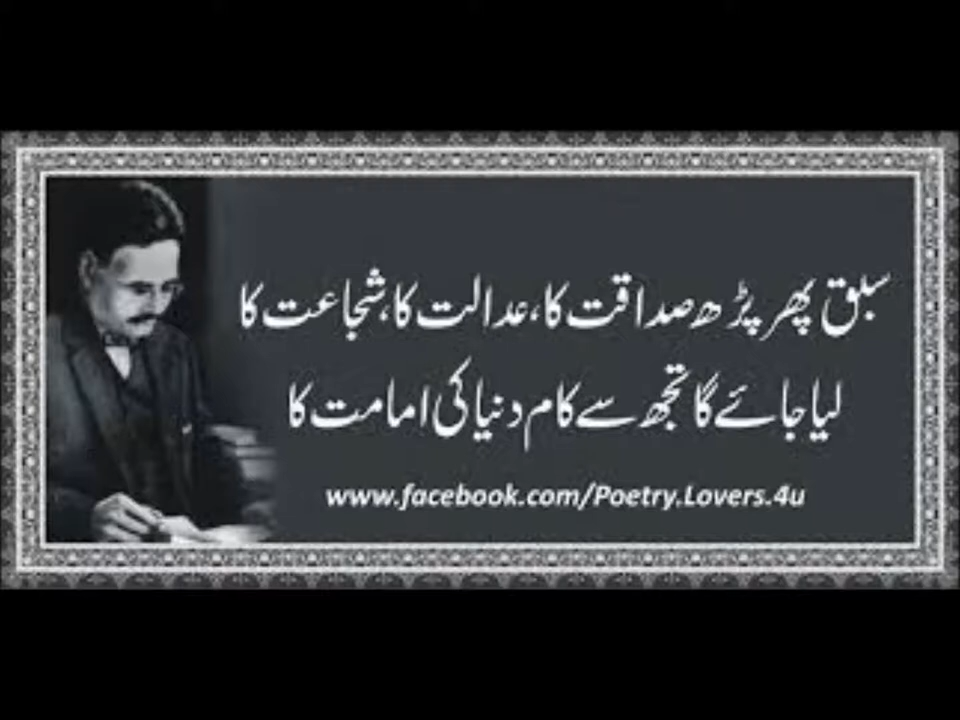 سبق پھر پڑھ صداقت کا، عدالت کا، شجاعت کا
لیا جائے گا تجھ سے کام دنیا کی امامت کا
www.facebook.com/Poetry.Lovers.4u